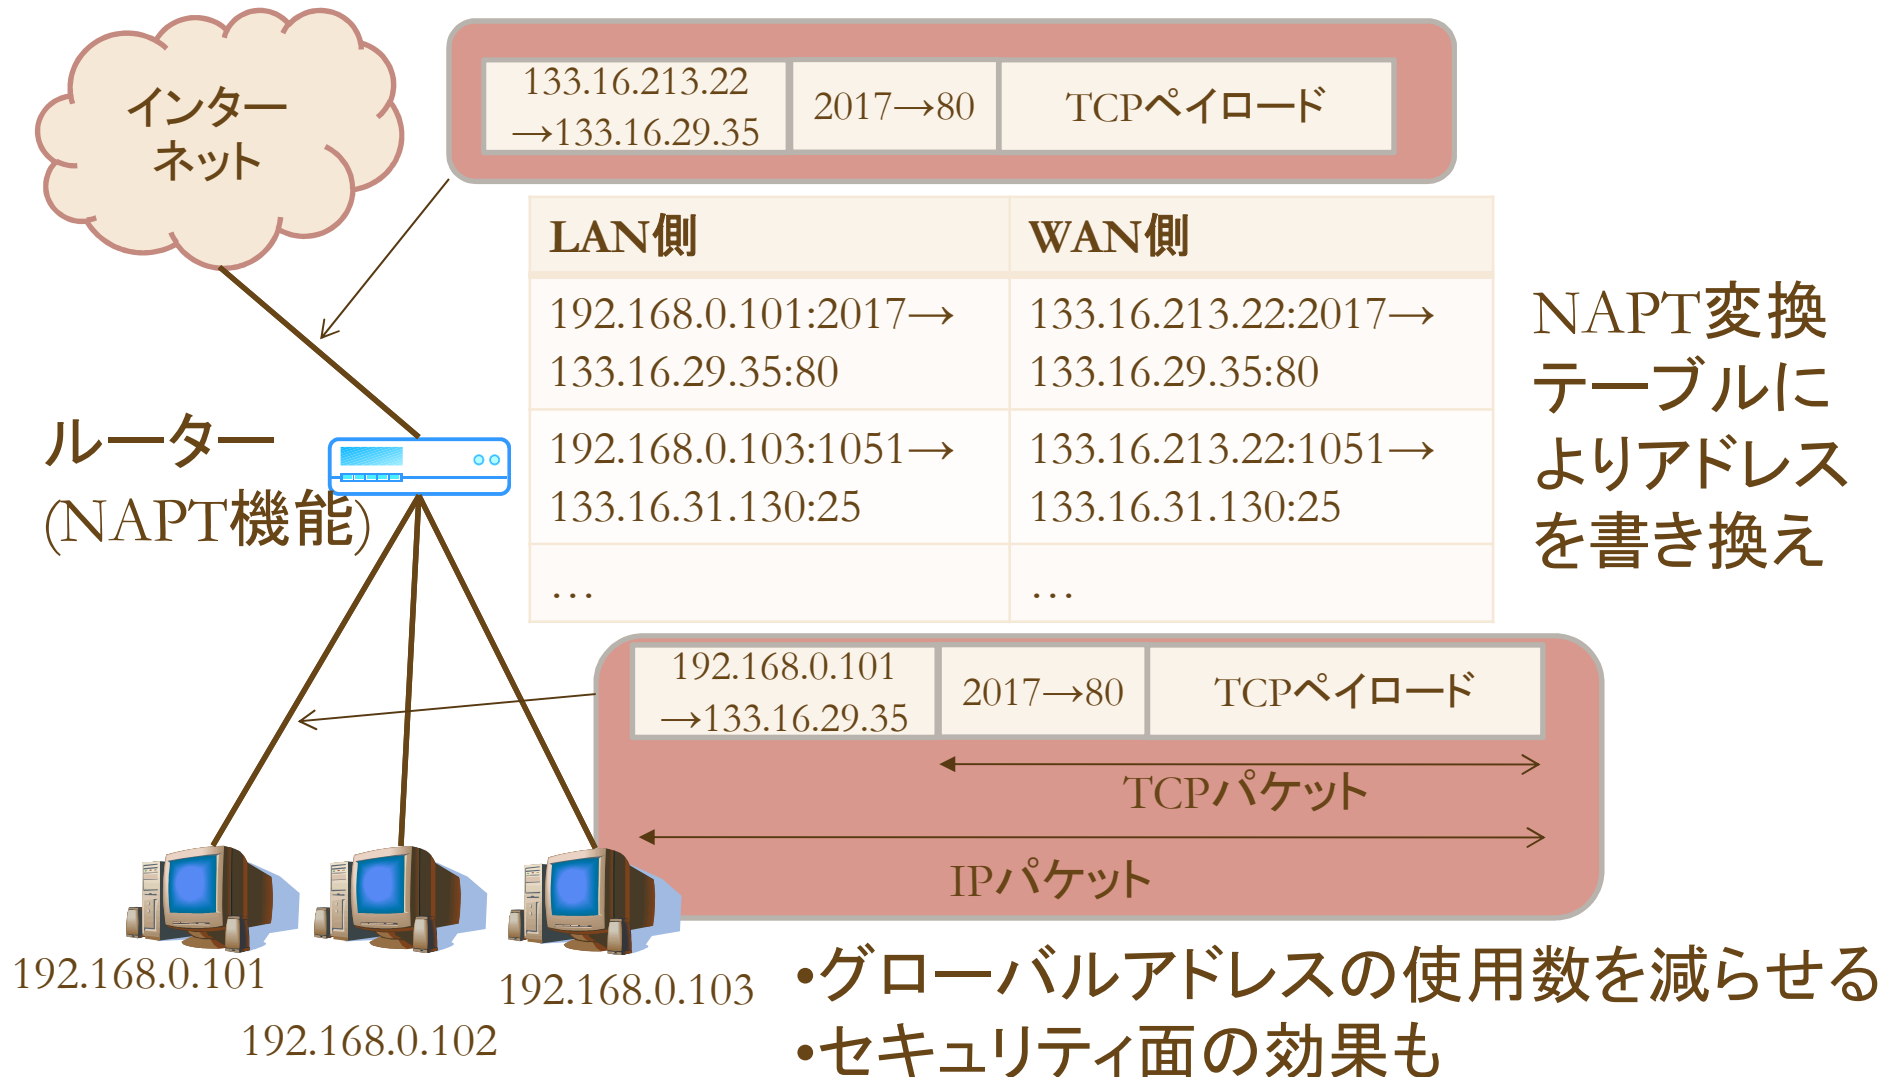 インター
ネット
133.16.213.22
→133.16.29.35
2017→80
TCPペイロード
LAN側
WAN側
192.168.0.101:2017→
133.16.29.35:80
133.16.213.22:2017→
133.16.29.35:80
192.168.0.103:1051→
133.16.31.130:25
133.16.213.22:1051→
133.16.31.130:25
…
…
NAPT変換
テーブルに
よりアドレス
を書き換え
ルーター
(NAPT機能)
192.168.0.101
→133.16.29.35
2017→80
TCPペイロード
TCPパケット
IPパケット
192.168.0.101
192.168.0.102
192.168.0.103
•グローバルアドレスの使用数を減らせる
•セキュリティ面の効果も